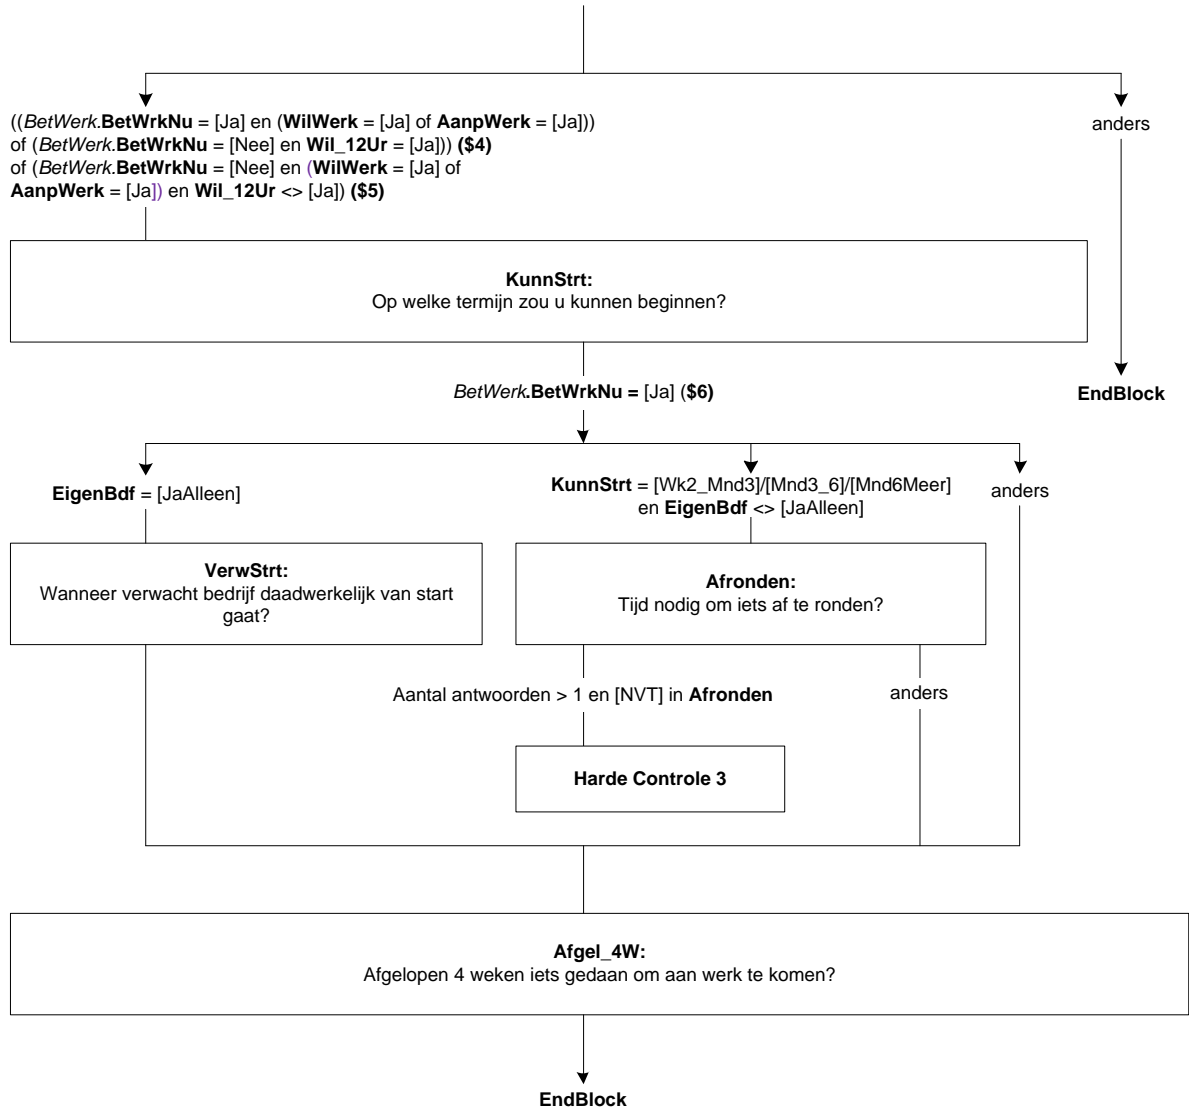 ((BetWerk.BetWrkNu = [Ja] en (WilWerk = [Ja] of AanpWerk = [Ja]))
of (BetWerk.BetWrkNu = [Nee] en Wil_12Ur = [Ja])) ($4)
of (BetWerk.BetWrkNu = [Nee] en (WilWerk = [Ja] of
AanpWerk = [Ja]) en Wil_12Ur <> [Ja]) ($5)
anders
KunnStrt:
Op welke termijn zou u kunnen beginnen?
BetWerk.BetWrkNu = [Ja] ($6)
EndBlock
EigenBdf = [JaAlleen]
KunnStrt = [Wk2_Mnd3]/[Mnd3_6]/[Mnd6Meer]
en EigenBdf <> [JaAlleen]
anders
VerwStrt:
Wanneer verwacht bedrijf daadwerkelijk van start
gaat?
Afronden:
Tijd nodig om iets af te ronden?
Aantal antwoorden > 1 en [NVT] in Afronden
anders
Harde Controle 3
Afgel_4W:
Afgelopen 4 weken iets gedaan om aan werk te komen?
EndBlock